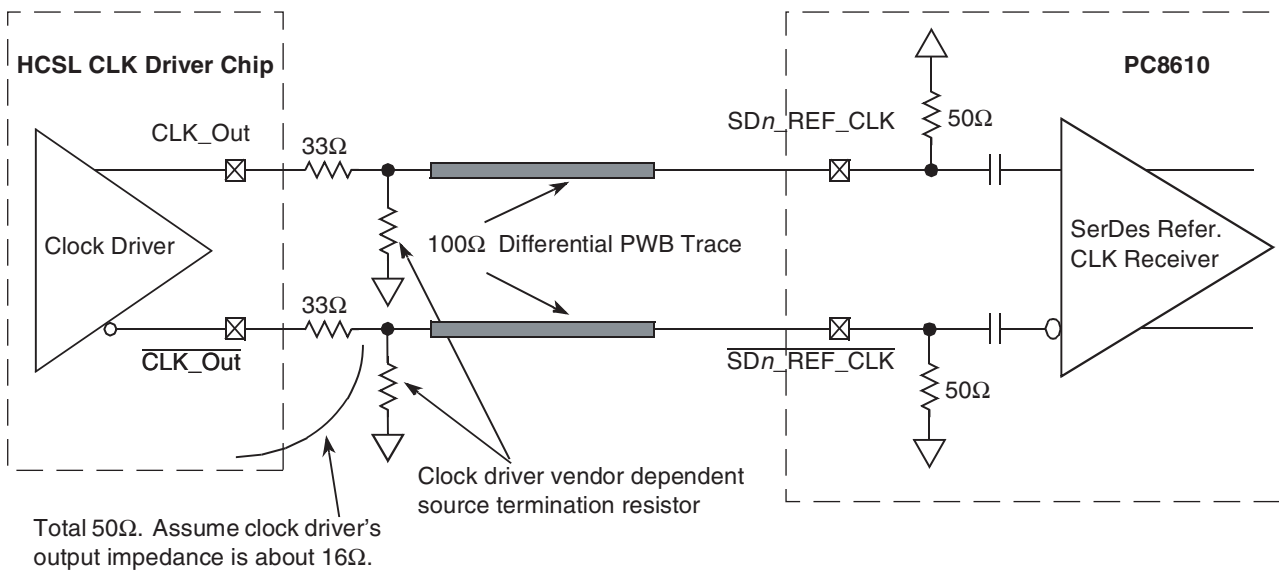 HCSL CLK Driver Chip
PC8610
CLK_Out
33Ω
SDn_REF_CLK
50Ω
Clock Driver
100Ω Differential PWB Trace
SerDes Refer.
CLK Receiver
33Ω
CLK_Out
SDn_REF_CLK
50Ω
Clock driver vendor dependent
source termination resistor
Total 50Ω. Assume clock driver's
output impedance is about 16Ω.